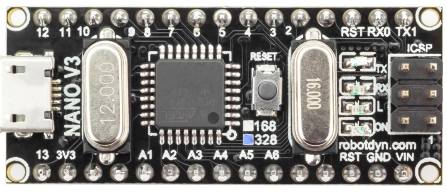 12 11 10 9 8 7 6 5 4 3 2 RST RX0 TX1
ICSP
RESET
NANO V3
12.000
16.000
TX
RX
L
ON
168
328
robotdyn.com
13 3V3 A1 A2 A3 A4 A5 A6 RST GND VIN